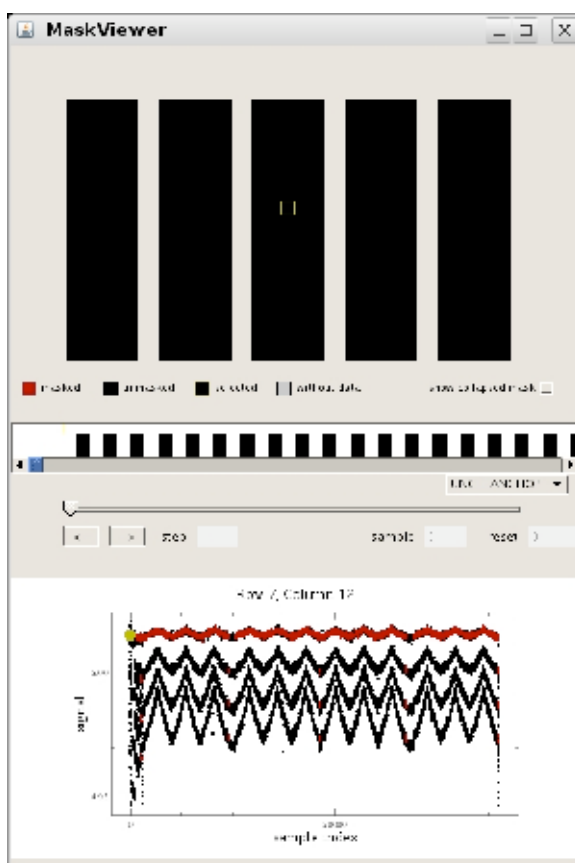 MaskViewer
masked unmasked selected without data show collapsed mask
step sample reset
Row 7, Column 12
signal
sample index